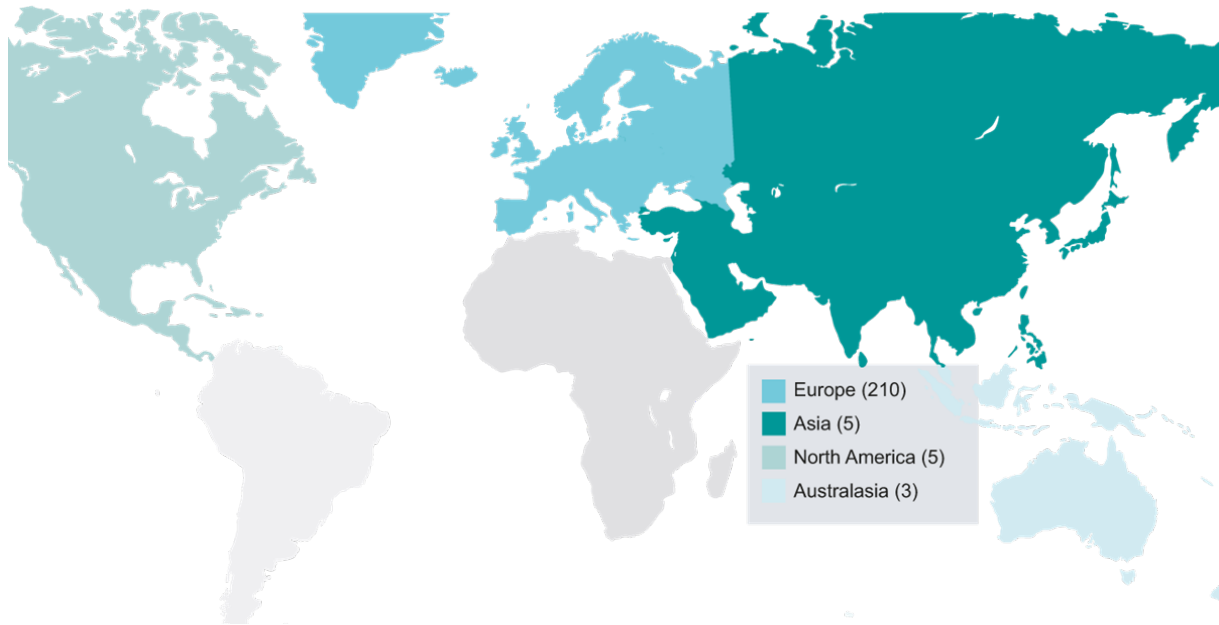 Europe (210)
Asia (5)
North America (5)
Australasia (3)